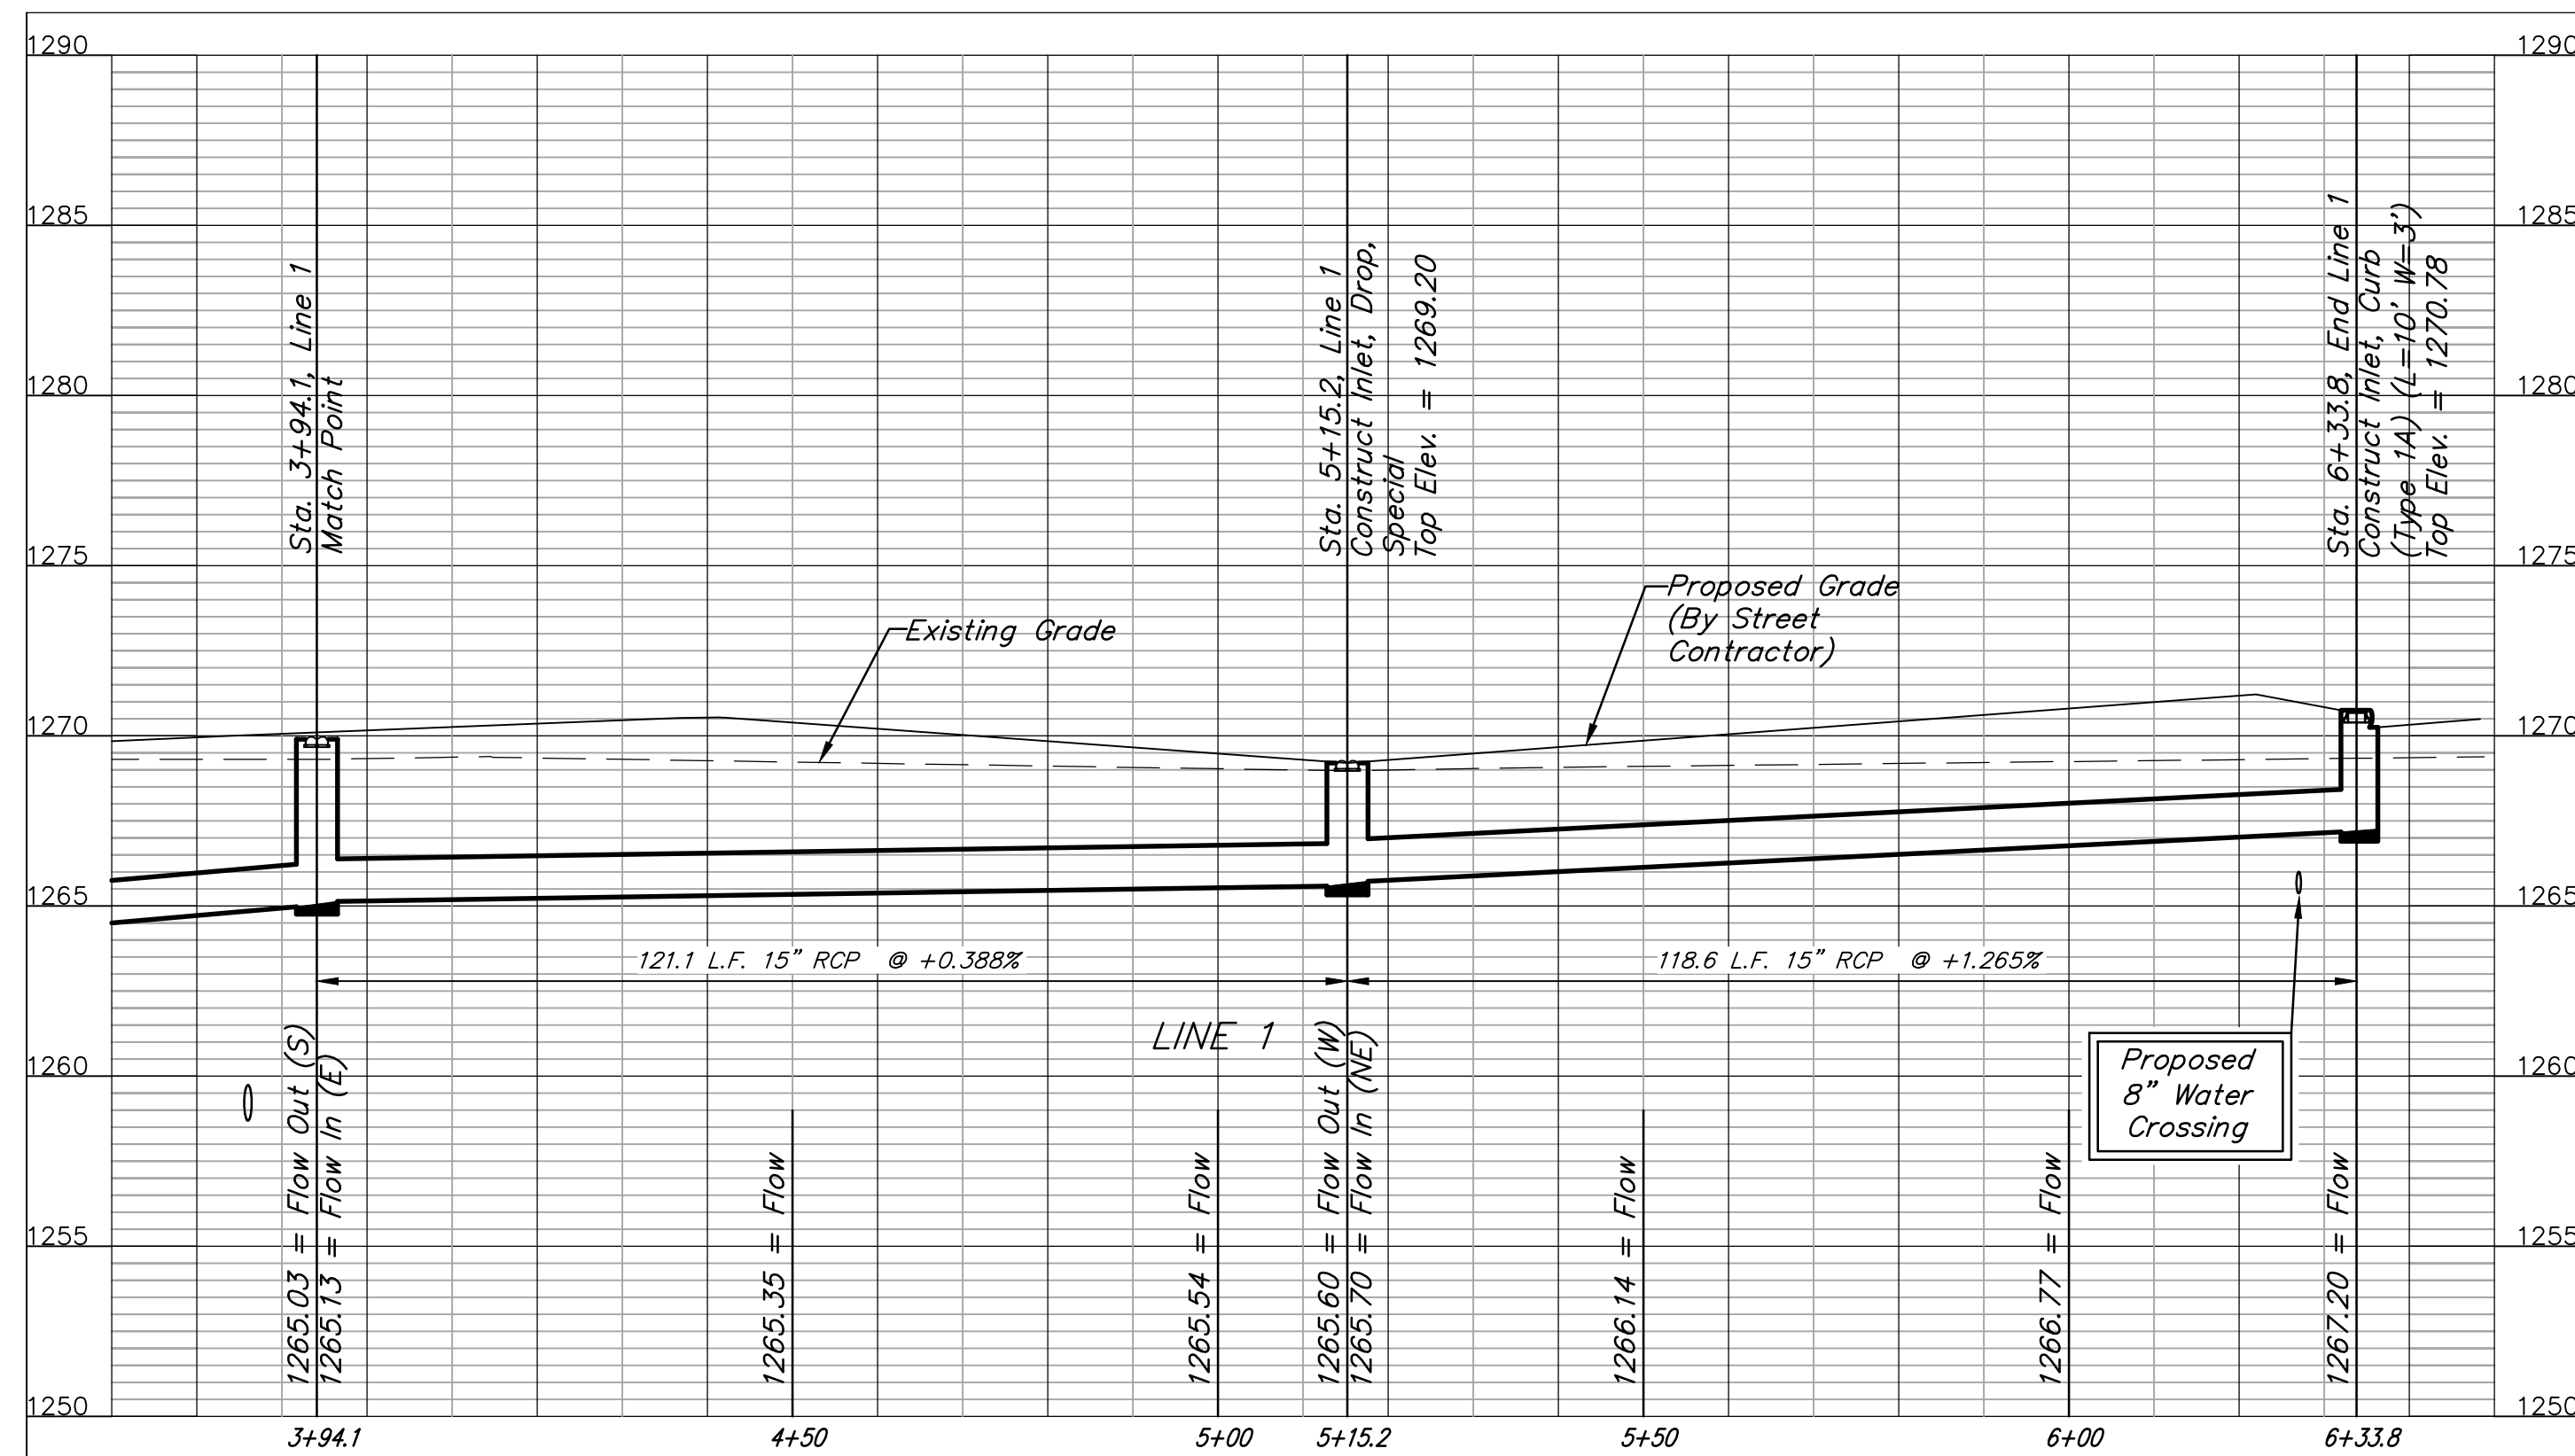 1290
1290
1285
1285
1280
1280
1275
1275
1270
1270
1265
1265
1260
1260
1255
1255
1250
1250
Sta. 3+94.1, Line 1
Match Point
Sta. 5+15.2, Line 1
Construct Inlet, Drop,
Special
Top Elev. = 1269.20
Sta. 6+33.8, End Line 1
Construct Inlet, Curb
(Type 1A) (L=10' W=3')
Top Elev. = 1270.78
Existing Grade
Proposed Grade
(By Street
Contractor)
121.1 L.F. 15" RCP @ +0.388%
118.6 L.F. 15" RCP @ +1.265%
LINE 1
Proposed
8" Water
Crossing
1265.03 = Flow Out (S)
1265.13 = Flow In (E)
1265.35 = Flow
1265.54 = Flow
1265.60 = Flow Out (W)
1265.70 = Flow In (NE)
1266.14 = Flow
1266.77 = Flow
1267.20 = Flow
3+94.1
4+50
5+00
5+15.2
5+50
6+00
6+33.8